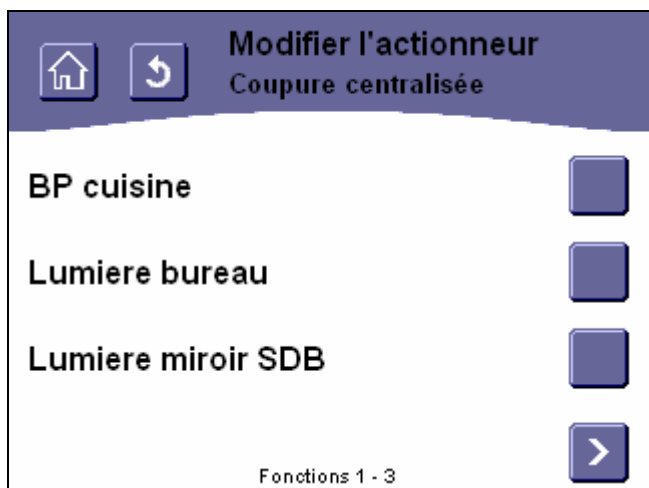 Modifier l'actionneur
Coupure centralisée
BP cuisine
Lumiere bureau
Lumiere miroir SDB
Fonctions 1 - 3